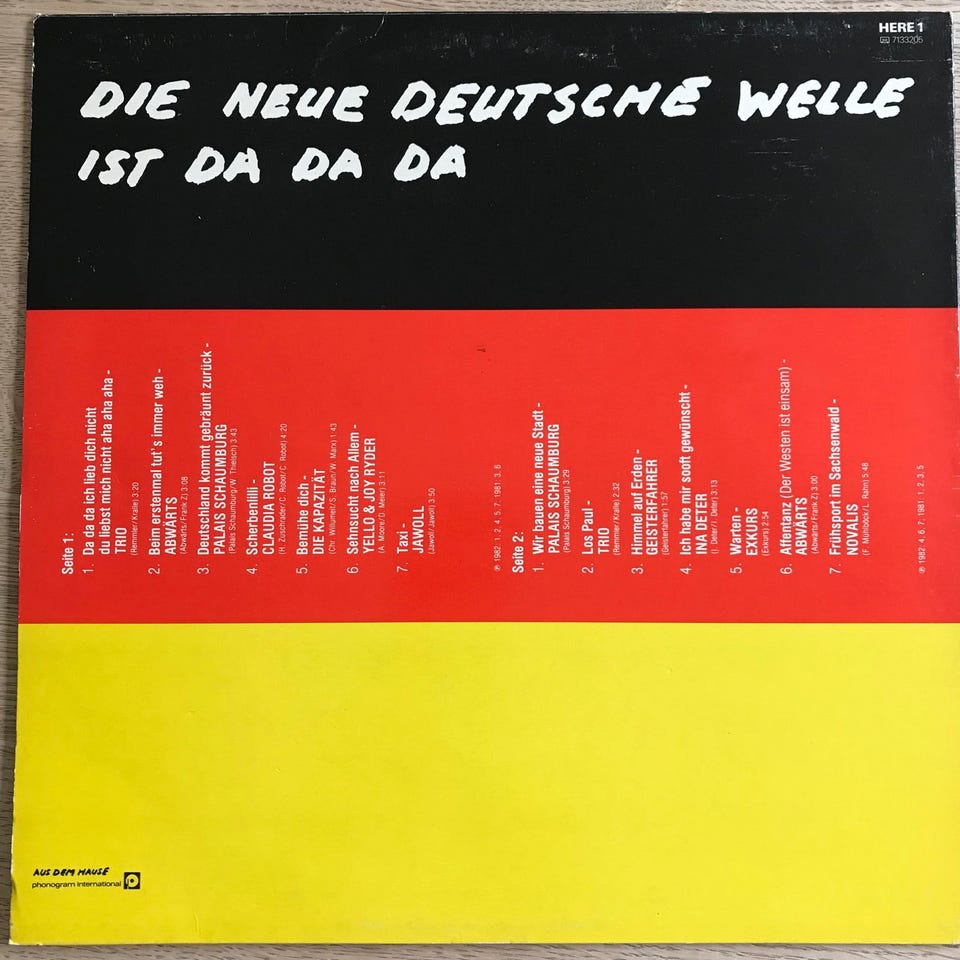 HERE 1
7133205
DIE NEUE DEUTSCHE WELLE
IST DA DA DA
Seite 1:
1. Da da da ich lieb dich nicht
du liebst mich nicht aha aha aha -
TRIO
(Remmler/Kralle) 3:20
2. Beim erstenmal tut's immer weh -
ABWÄRTS
(Abwärts/Frank Z) 3:08
3. Deutschland kommt gebräunt zurück -
PALAIS SCHAUMBURG
(Palais Schaumburg/W. Thielsch) 3:43
4. Scherbenlilli -
CLAUDIA ROBOT
(H. Zuschrader/C. Robot/C. Robot) 4:20
5. Bemühe dich -
DIE KAPAZITÄT
(Chr. Willumeit/S. Braun/W. Marx) 1:43
6. Sehnsucht nach Allem -
YELLO & JOY RYDER
(A. Moore/D. Meier) 3:11
7. Taxi -
JAWOLL
(Jawoll/Jawoll) 3:50
℗ 1982: 1. 2. 4. 5. 7. 1981: 3. 6
Seite 2:
1. Wir bauen eine neue Stadt -
PALAIS SCHAUMBURG
(Palais Schaumburg) 3:29
2. Los Paul -
TRIO
(Remmler/Kralle) 2:32
3. Himmel auf Erden -
GEISTERFAHRER
(Geisterfahrer) 1:57
4. Ich habe mir sooft gewünscht -
INA DETER
(I. Deter/I. Deter) 3:13
5. Warten -
EXKURS
(Exkurs) 2:54
6. Affentanz (Der Westen ist einsam) -
ABWÄRTS
(Abwärts/Frank Z) 3:00
7. Frühsport im Sachsenwald -
NOVALIS
(F. Mühlböck/L. Rahn) 5:48
℗ 1982: 4. 6. 7. 1981: 1. 2. 3. 5
AUS DEM HAUSE
phonogram international